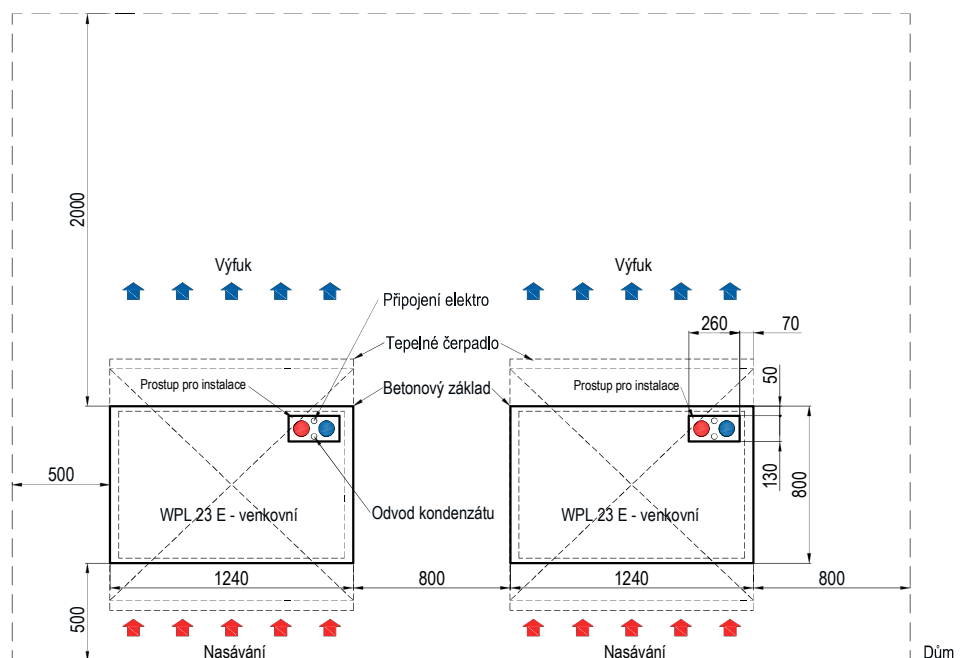 2000
Výfuk
Výfuk
Připojení elektro
260
70
Tepelné čerpadlo
50
Prostup pro instalace
Betonový základ
Prostup pro instalace
500
130
800
WPL 23 E - venkovní
Odvod kondenzátu
WPL 23 E - venkovní
1240
800
1240
800
500
Nasávání
Nasávání
Dům